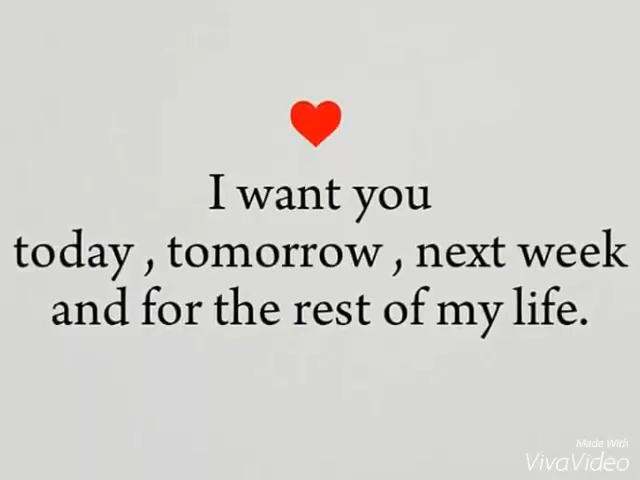 I want you
today , tomorrow , next week
and for the rest of my life.
Made With
VivaVideo